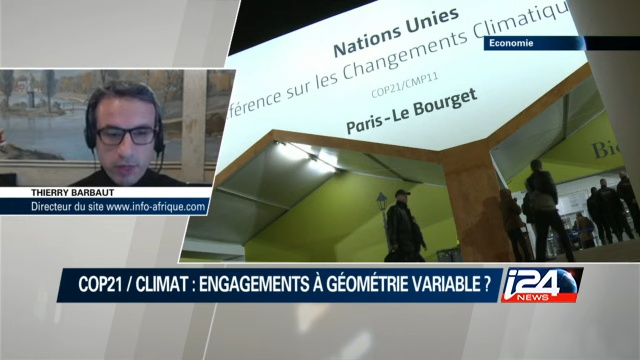 Nations Unies
férence sur les Changements Climatiqu
COP21/CMP11
Paris-Le Bourget
Economie
Bie
THIERRY BARBAUT
Directeur du site www.info-afrique.com
COP21 / CLIMAT : ENGAGEMENTS À GÉOMÉTRIE VARIABLE ?
i24
NEWS